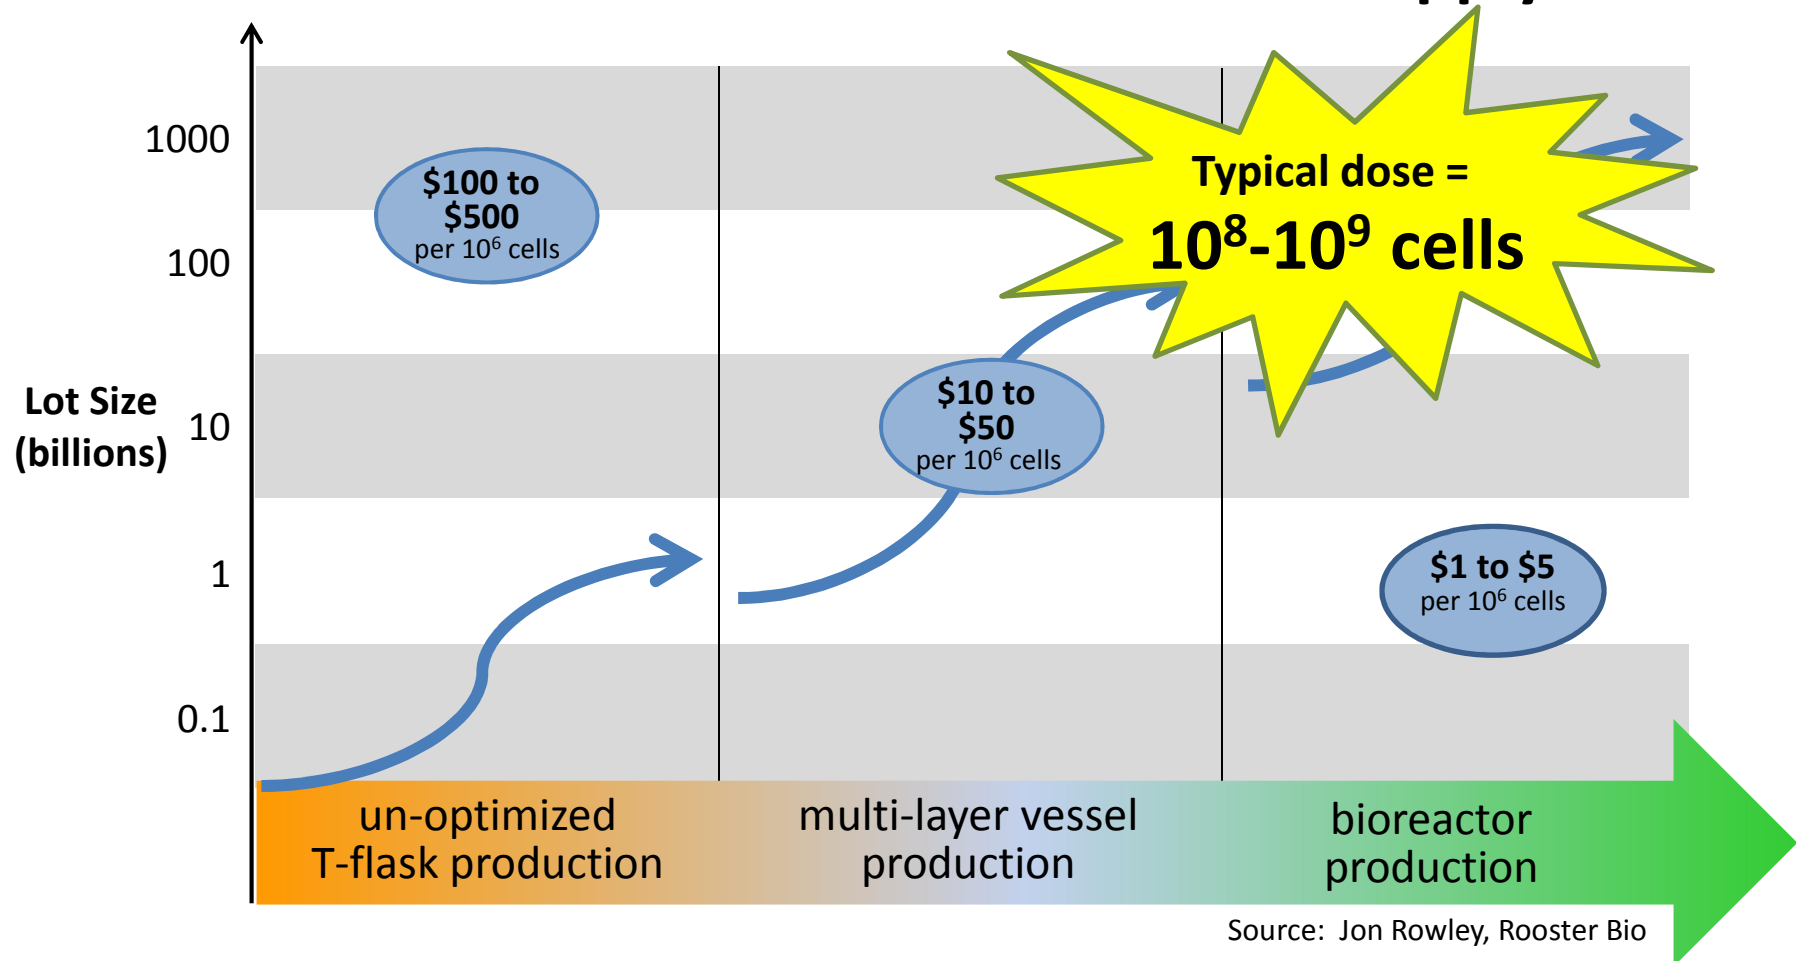 1000
100
10
1
0.1
Lot Size
(billions)
$100 to
$500
per 10⁶ cells
$10 to
$50
per 10⁶ cells
$1 to $5
per 10⁶ cells
Typical dose =
10⁸-10⁹ cells
un-optimized
T-flask production
multi-layer vessel
production
bioreactor
production
Source: Jon Rowley, Rooster Bio